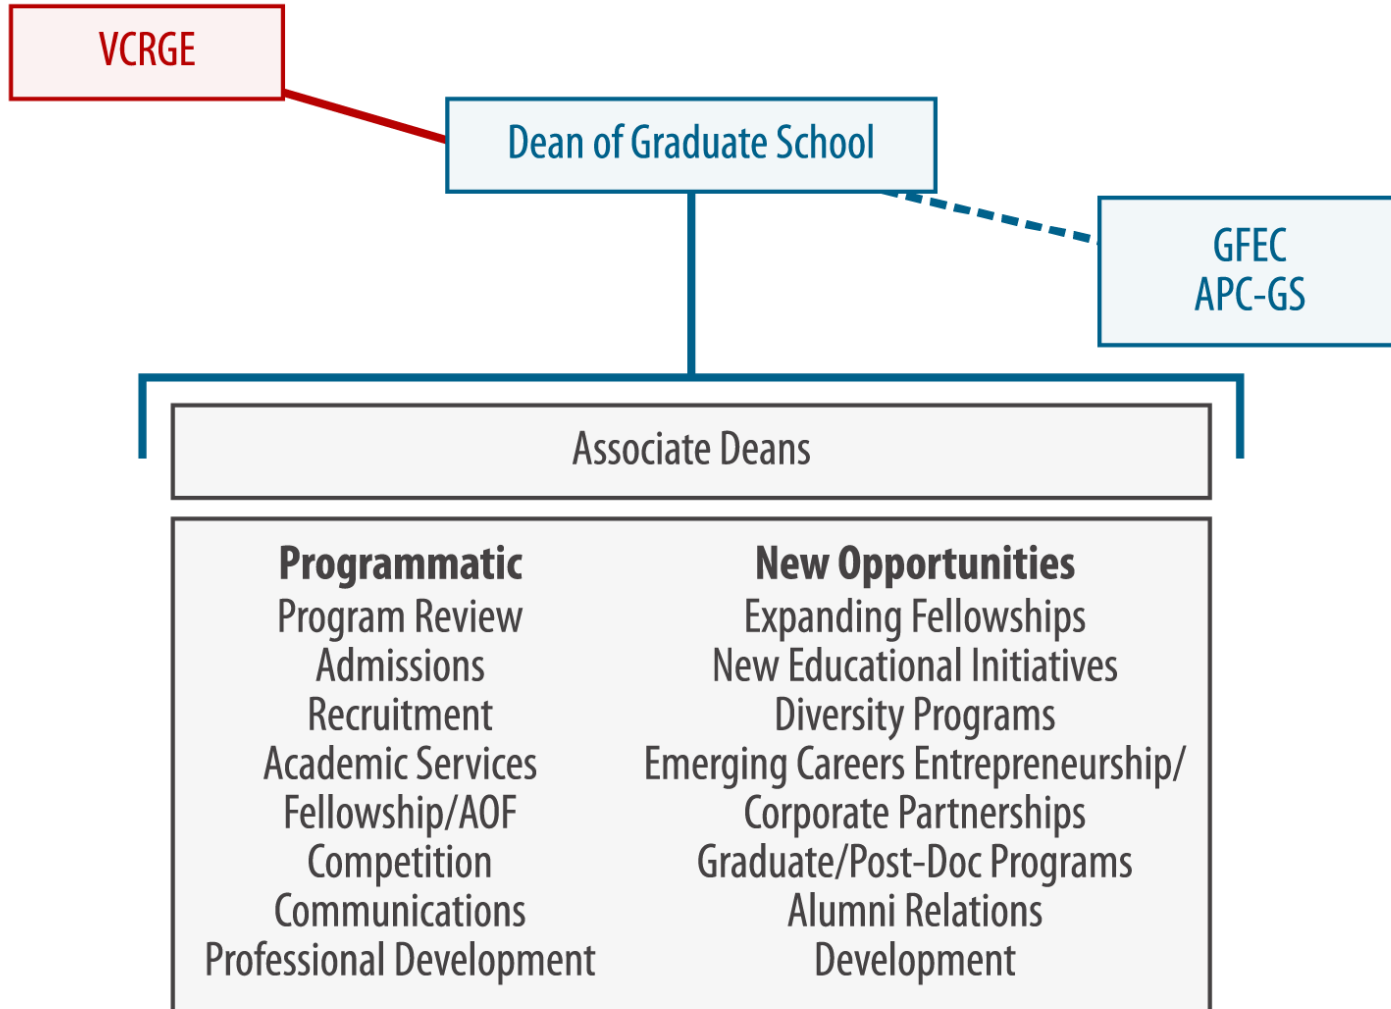 VCRGE
Dean of Graduate School
GFEC
APC-GS
Associate Deans
Programmatic
Program Review
Admissions
Recruitment
Academic Services
Fellowship/AOF
Competition
Communications
Professional Development
New Opportunities
Expanding Fellowships
New Educational Initiatives
Diversity Programs
Emerging Careers Entrepreneurship/
Corporate Partnerships
Graduate/Post-Doc Programs
Alumni Relations
Development